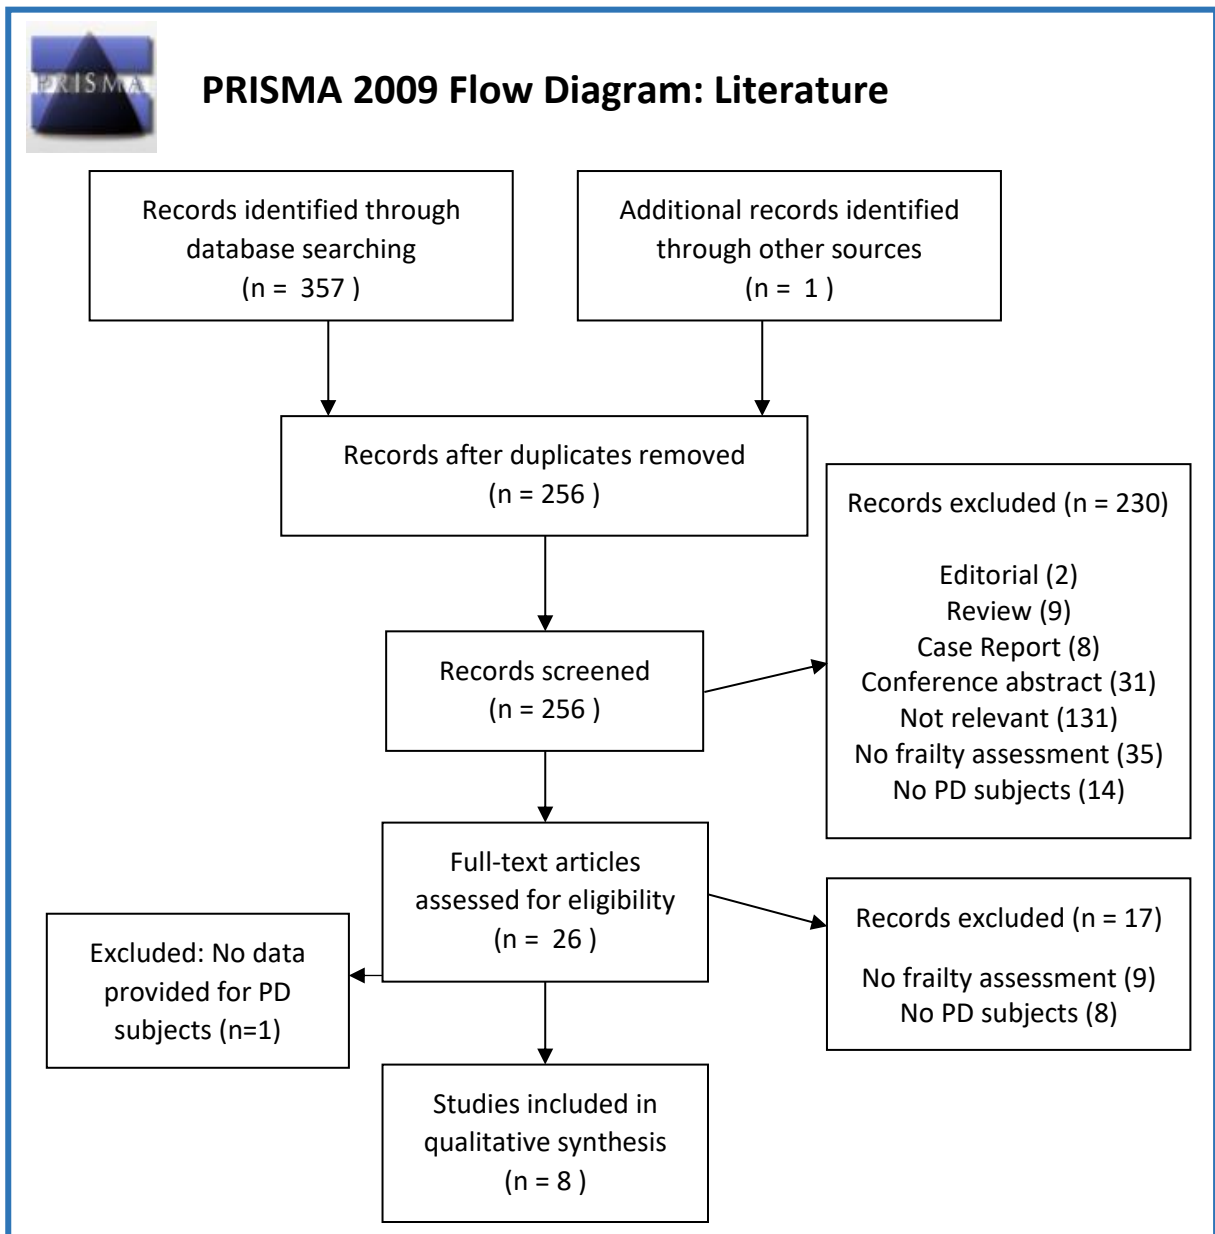 PRISMA
PRISMA 2009 Flow Diagram: Literature
Records identified through
database searching
(n = 357 )
Additional records identified
through other sources
(n = 1 )
Records after duplicates removed
(n = 256 )
Records screened
(n = 256 )
Records excluded (n = 230)
Editorial (2)
Review (9)
Case Report (8)
Conference abstract (31)
Not relevant (131)
No frailty assessment (35)
No PD subjects (14)
Full-text articles
assessed for eligibility
(n = 26 )
Excluded: No data
provided for PD
subjects (n=1)
Records excluded (n = 17)
No frailty assessment (9)
No PD subjects (8)
Studies included in
qualitative synthesis
(n = 8 )